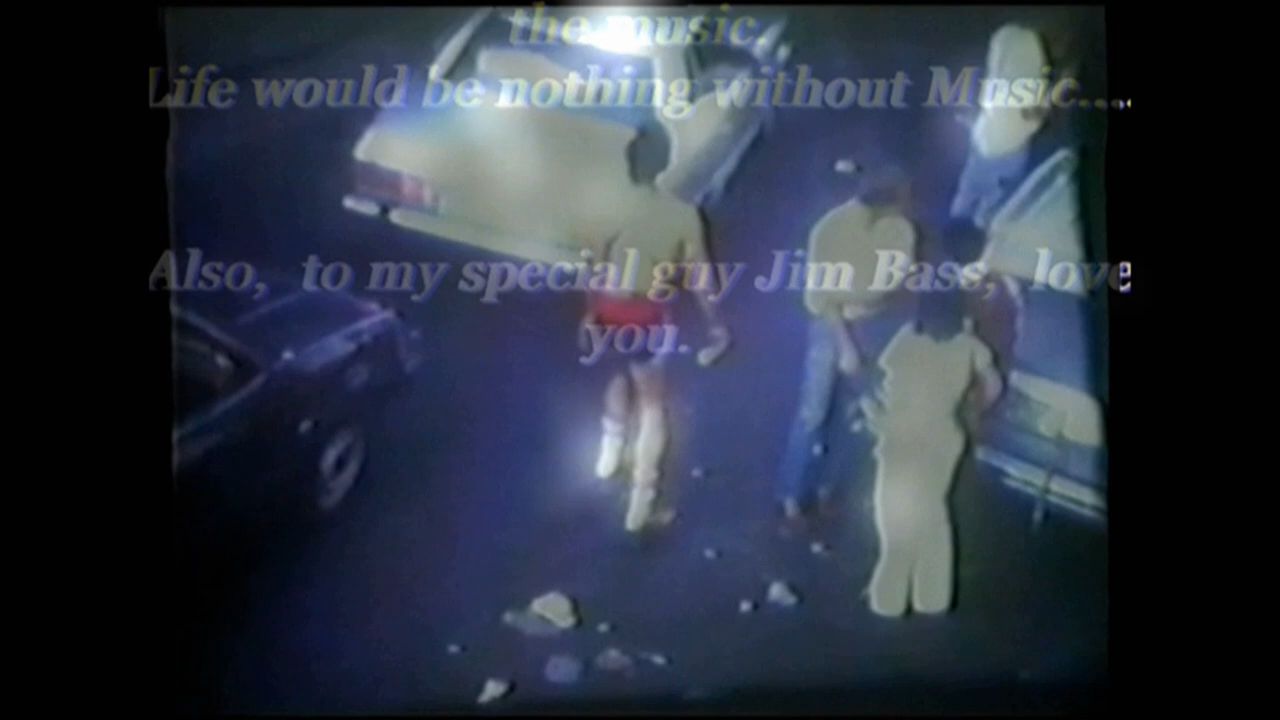 the music.
Life would be nothing without Music....
Also, to my special guy Jim Bass, love
you.